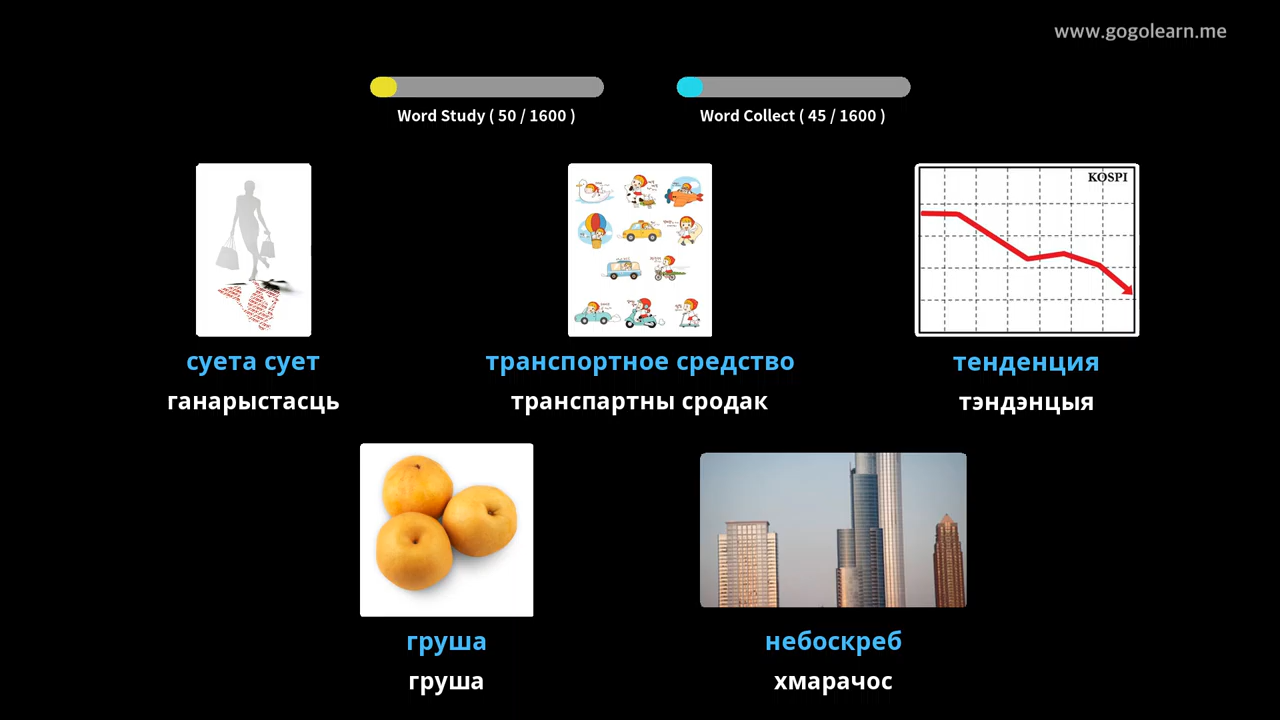 www.gogolearn.me
Word Study ( 50 / 1600 )
Word Collect ( 45 / 1600 )
KOSPI
суета сует
ганарыстасць
транспортное средство
транспартны сродак
тенденция
тэндэнцыя
груша
груша
небоскреб
хмарачос